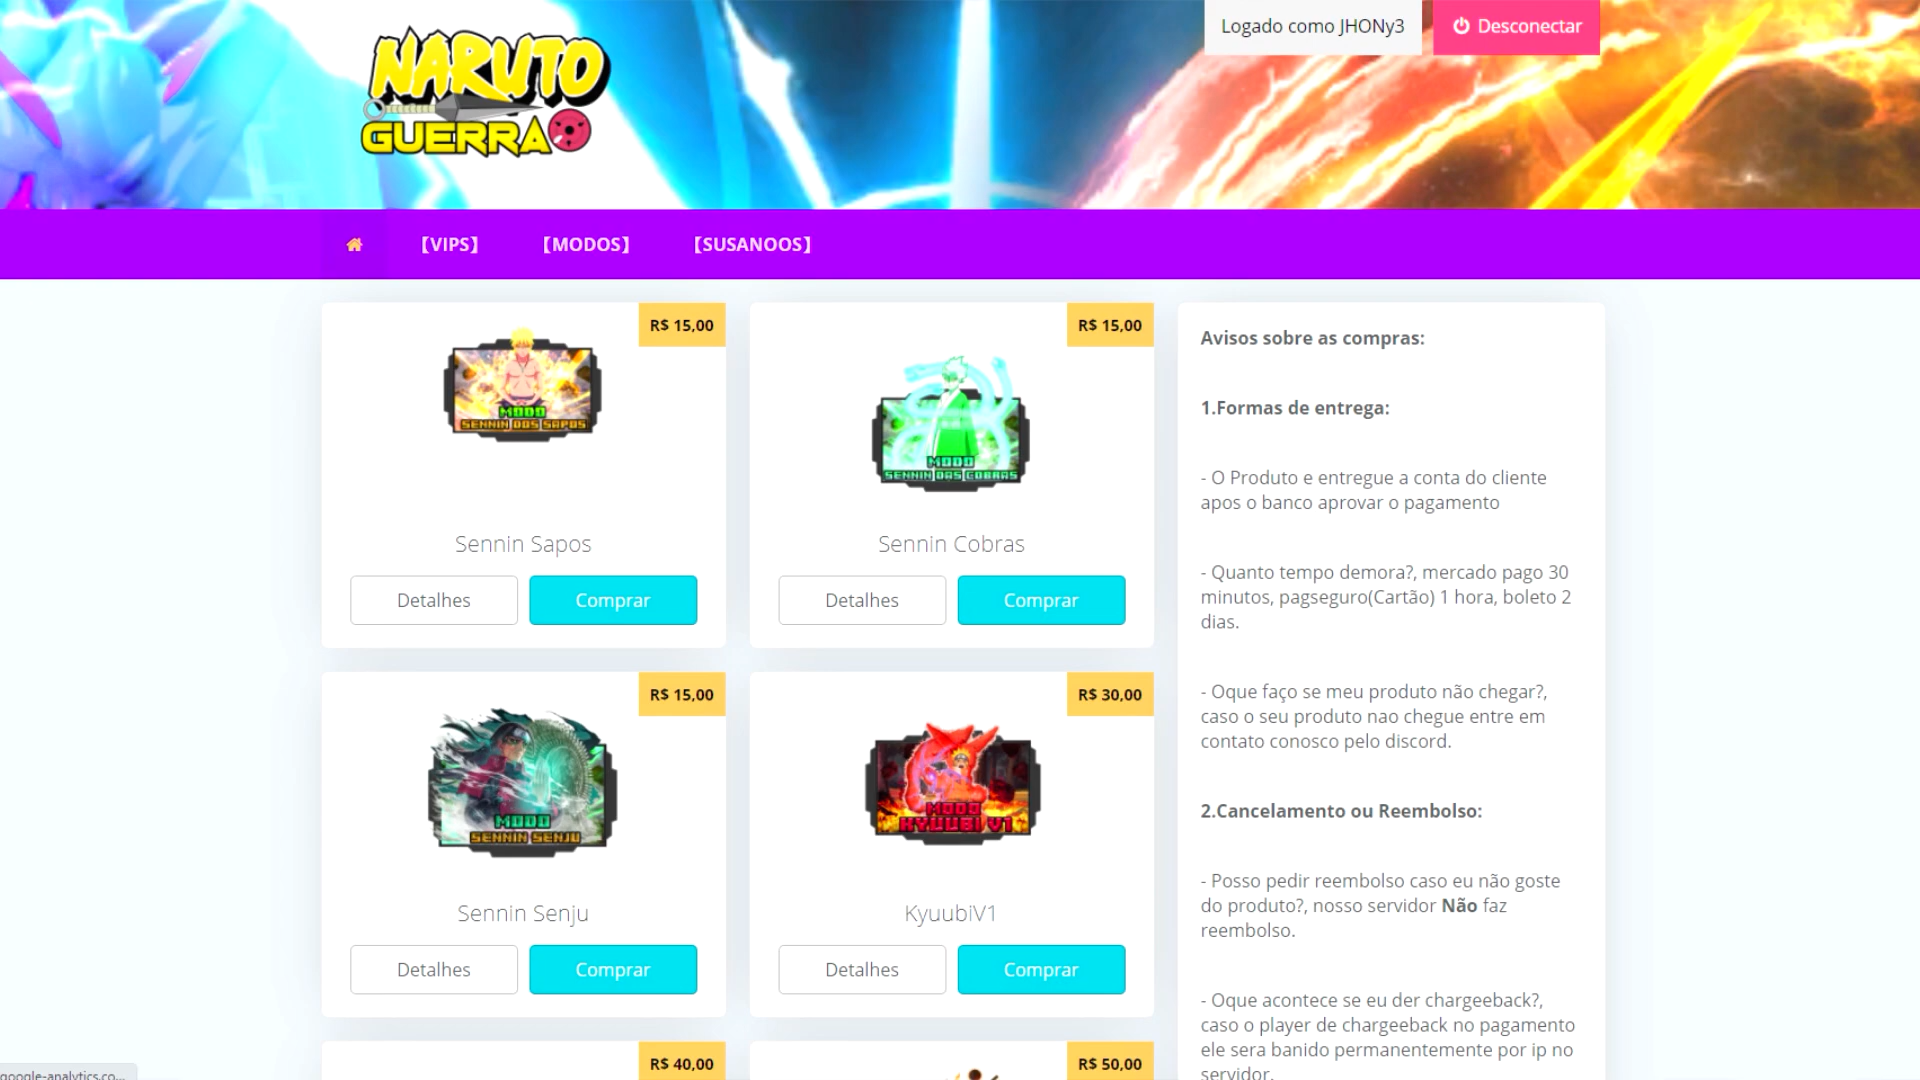 NARUTO
GUERRA
Logado como JHONy3
Desconectar
【VIPS】
【MODOS】
【SUSANOOS】
R$ 15,00
MODO
SENNIN DOS SAPOS
Sennin Sapos
Detalhes
Comprar
R$ 15,00
MODO
SENNIN DAS COBRAS
Sennin Cobras
Detalhes
Comprar
R$ 15,00
MODO
SENNIN SENJU
Sennin Senju
Detalhes
Comprar
R$ 30,00
MODO
KYUUBI V1
KyuubiV1
Detalhes
Comprar
R$ 40,00
R$ 50,00
Avisos sobre as compras:
1.Formas de entrega:
- O Produto e entregue a conta do cliente
apos o banco aprovar o pagamento
- Quanto tempo demora?, mercado pago 30
minutos, pagseguro(Cartão) 1 hora, boleto 2
dias.
- Oque faço se meu produto não chegar?,
caso o seu produto nao chegue entre em
contato conosco pelo discord.
2.Cancelamento ou Reembolso:
- Posso pedir reembolso caso eu não goste
do produto?, nosso servidor Não faz
reembolso.
- Oque acontece se eu der chargeeback?,
caso o player de chargeeback no pagamento
ele sera banido permanentemente por ip no
servidor.
google-analytics.co...